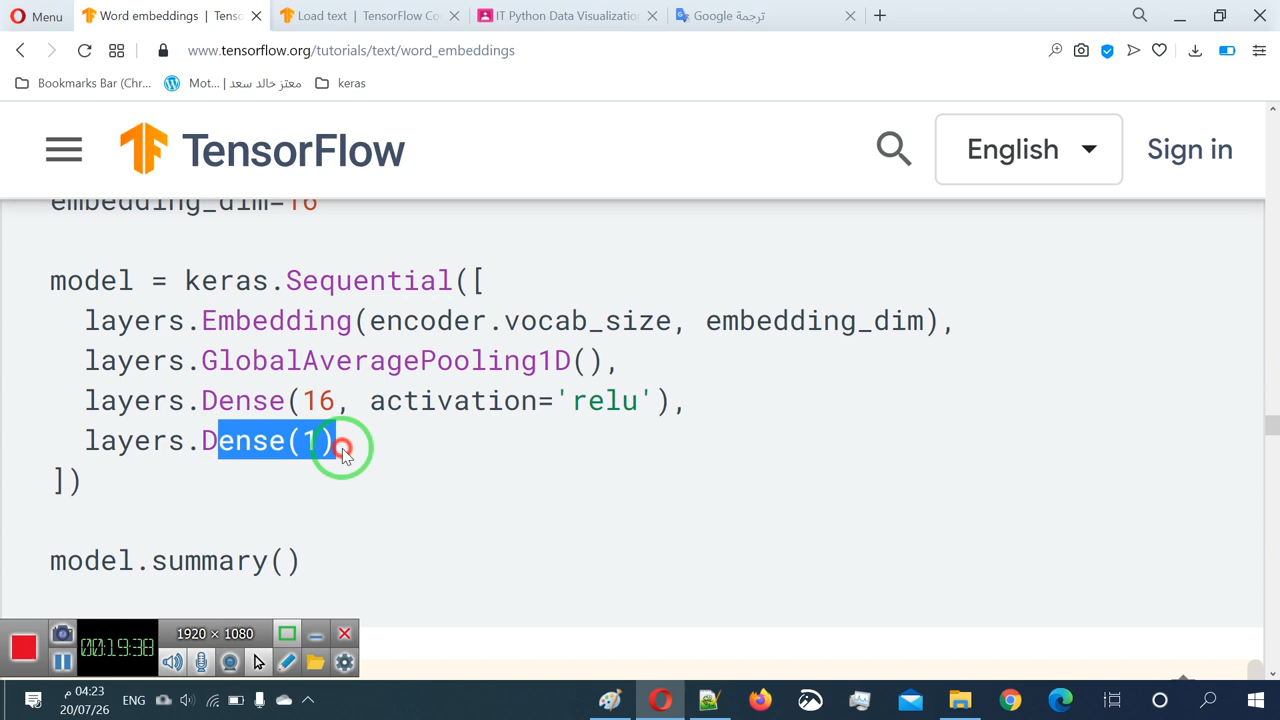 Menu
Word embeddings | Tenso
Load text | TensorFlow Co
IT Python Data Visualization
Google ترجمة
www.tensorflow.org/tutorials/text/word_embeddings
Bookmarks Bar (Chr...
Mot... | معتز خالد سعد
keras
TensorFlow
English
Sign in
embedding_dim=16
model = keras.Sequential([
layers.Embedding(encoder.vocab_size, embedding_dim),
layers.GlobalAveragePooling1D(),
layers.Dense(16, activation='relu'),
layers.Dense(1)
])
model.summary()
00:19:38
1920 × 1080
04:23 م
ENG
20/07/26